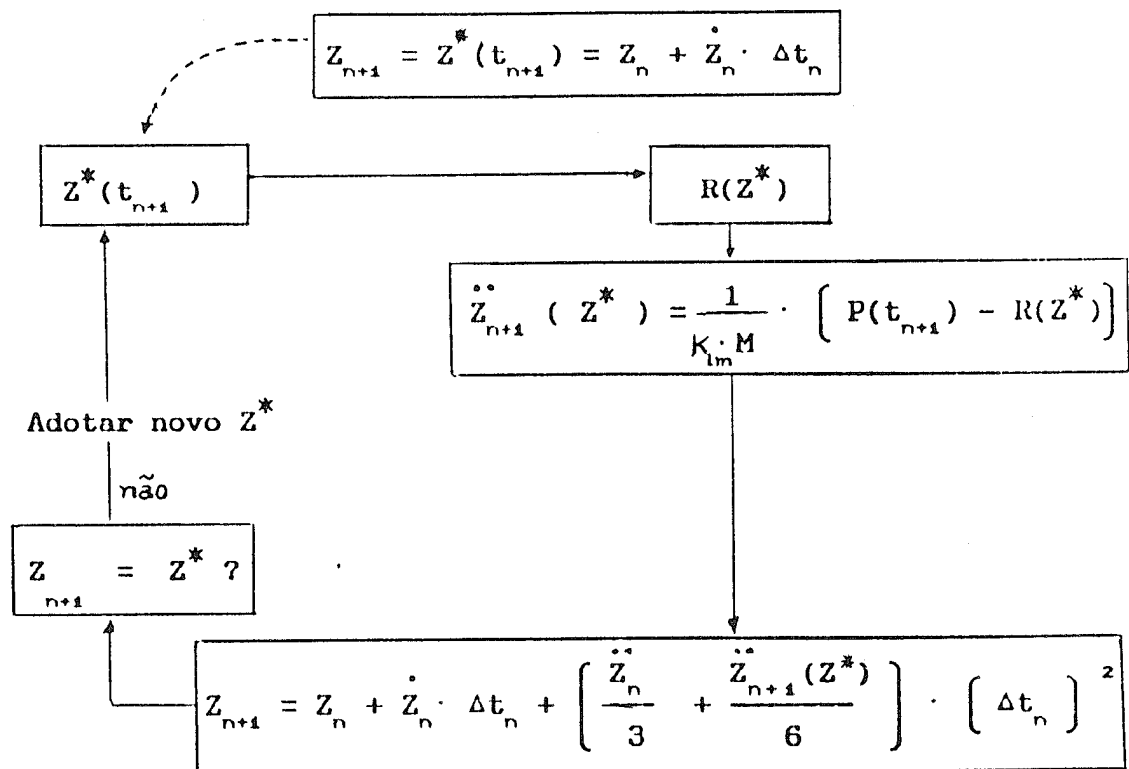 Z_{n+1} = Z^*(t_{n+1}) = Z_n + Ż_n · Δt_n
Z^*(t_{n+1})
R(Z^*)
Z̈_{n+1} ( Z^* ) = 1 / (K_{lm} · M) · [ P(t_{n+1}) - R(Z^*) ]
Adotar novo Z^*
não
Z_{n+1} = Z^* ?
Z_{n+1} = Z_n + Ż_n · Δt_n + [ Z̈_n / 3 + Z̈_{n+1}(Z^*) / 6 ] · [ Δt_n ]^2